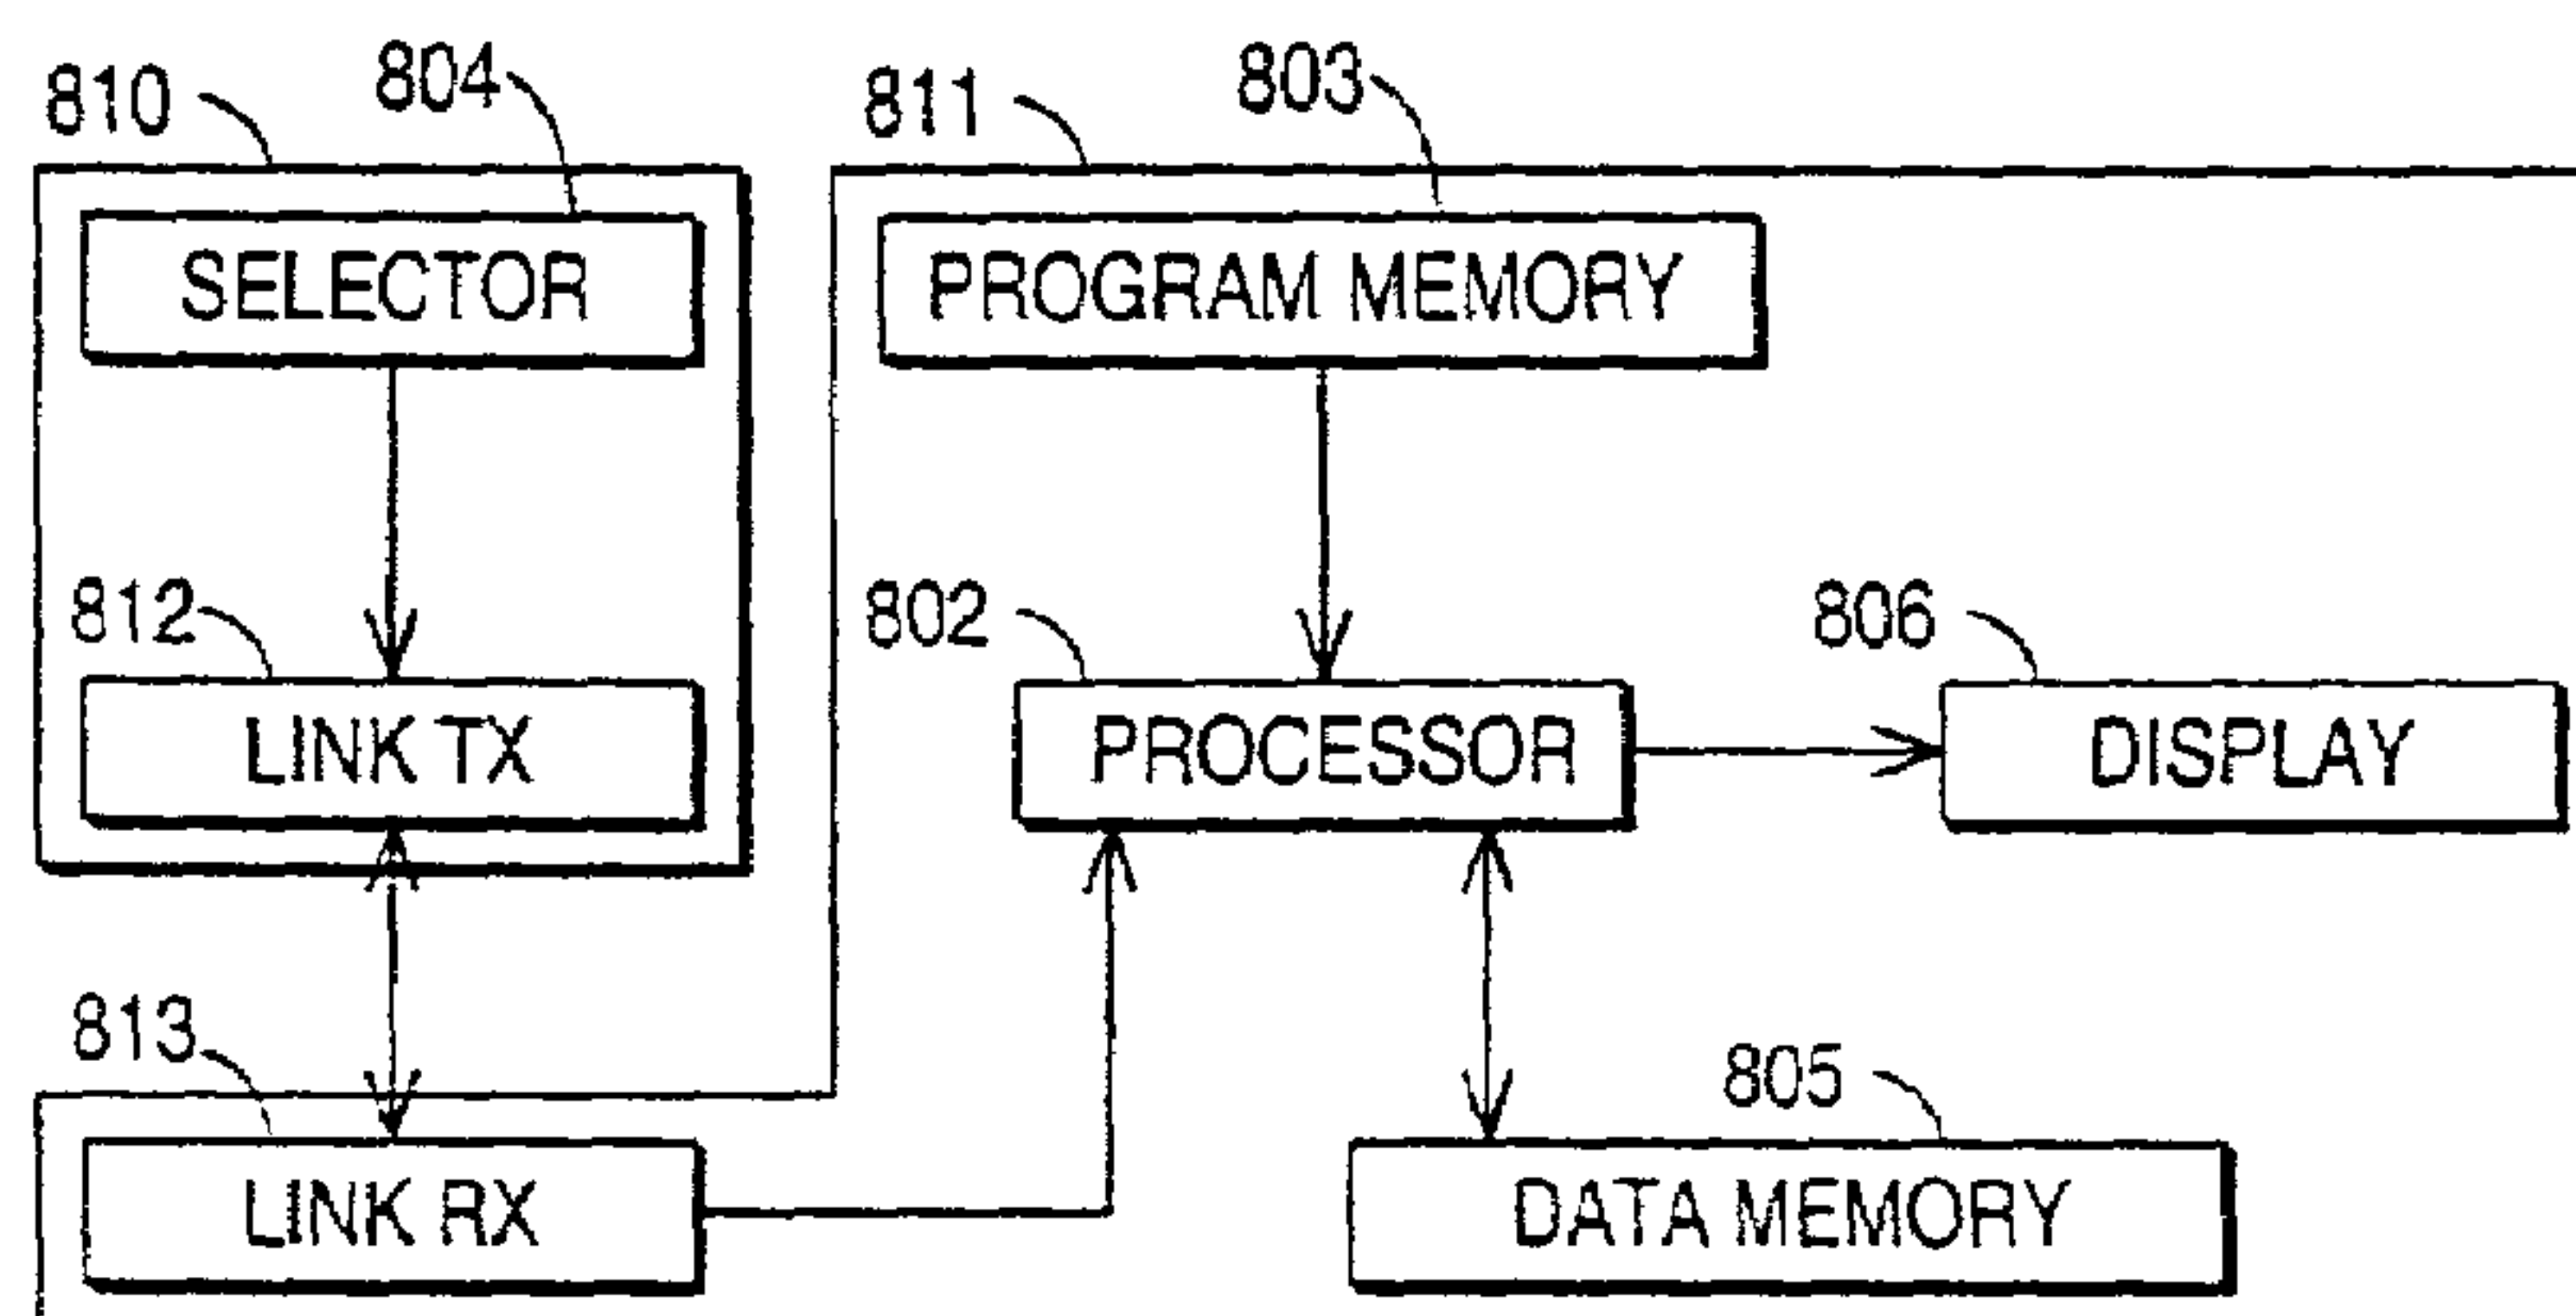 810
804
811
803
SELECTOR
PROGRAM MEMORY
812
802
806
LINK TX
PROCESSOR
DISPLAY
813
805
LINK RX
DATA MEMORY